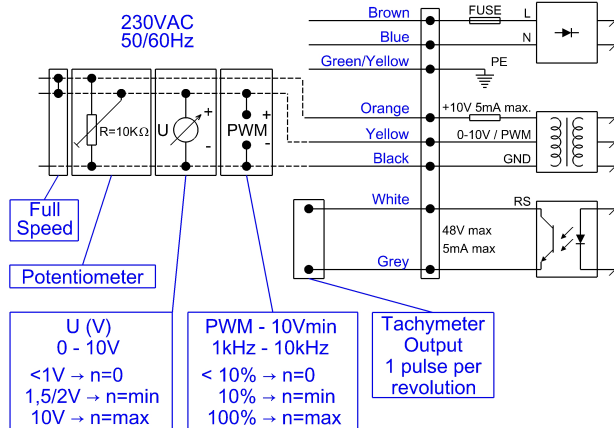 230VAC
50/60Hz
Brown
FUSE
L
Blue
N
Green/Yellow
PE
Orange
+10V 5mA max.
R=10KΩ
U
+
-
PWM
+
-
Yellow
0-10V / PWM
Black
GND
White
RS
48V max
5mA max
Grey
Full
Speed
Potentiometer
U (V)
0 - 10V
<1V → n=0
1,5/2V → n=min
10V → n=max
PWM - 10Vmin
1kHz - 10kHz
< 10% → n=0
10% → n=min
100% → n=max
Tachymeter
Output
1 pulse per
revolution